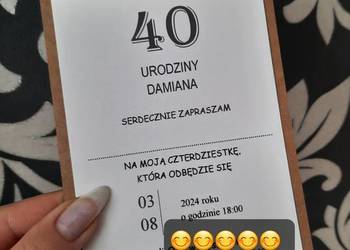 40
URODZINY
DAMIANA
SERDECZNIE ZAPRASZAM
NA MOJĄ CZTERDZIESTKĘ,
KTÓRA ODBĘDZIE SIĘ
03
08
2024 roku
o godzinie 18:00